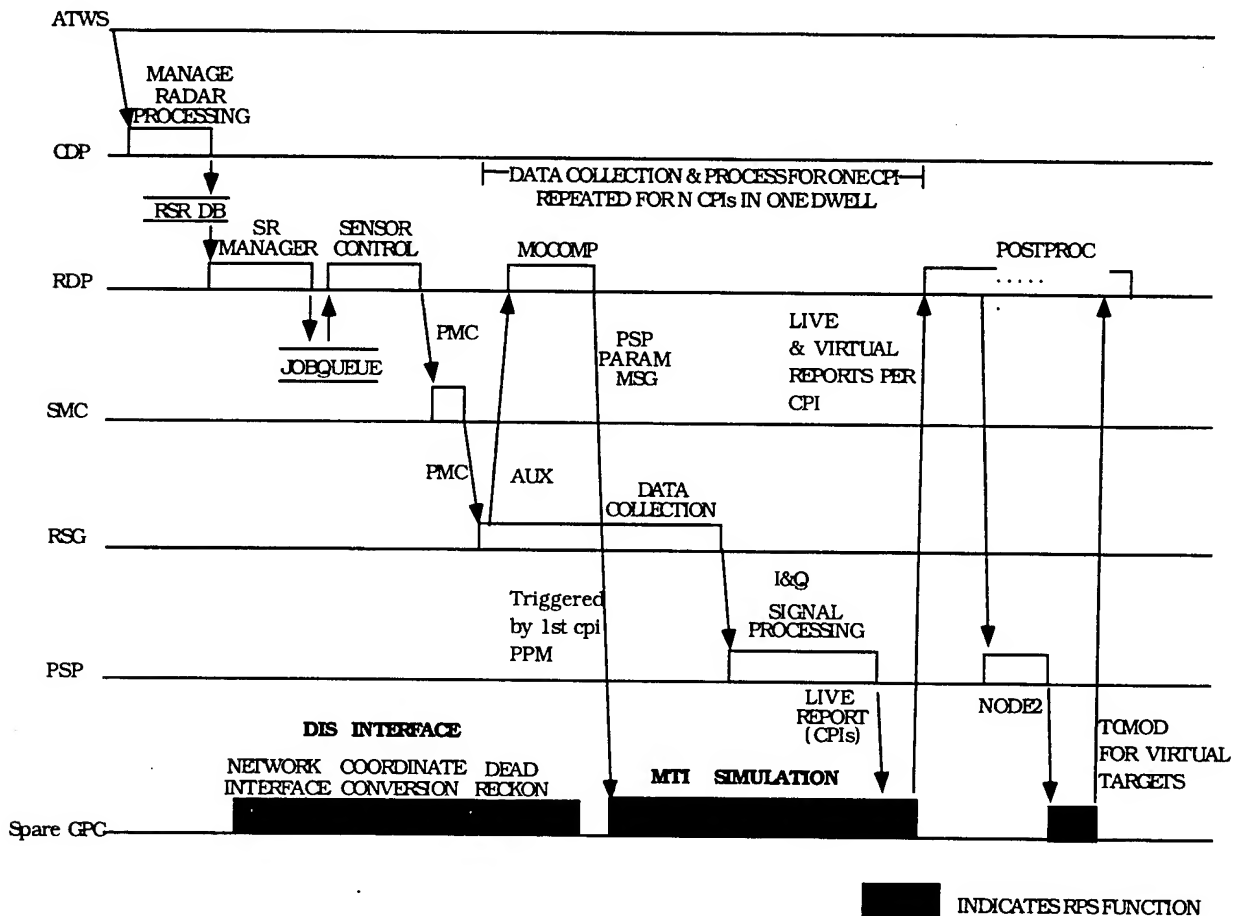 ATWS
MANAGE
RADAR
PROCESSING
CDP
DATA COLLECTION & PROCESS FOR ONE CPI
REPEATED FOR N CPIs IN ONE DWELL
RSR DB
SR
MANAGER
SENSOR
CONTROL
MOCOMP
POSTPROC
.....
RDP
JOBQUEUE
PMC
PSP
PARAM
MSG
LIVE
& VIRTUAL
REPORTS PER
CPI
SMC
PMC
AUX
DATA
COLLECTION
RSG
Triggered
by 1st cpi
PPM
I&Q
SIGNAL
PROCESSING
PSP
LIVE
REPORT
(CPIs)
NODE2
TCMOD
FOR VIRTUAL
TARGETS
DIS INTERFACE
NETWORK COORDINATE DEAD
INTERFACE CONVERSION RECKON
MTI SIMULATION
Spare GPC
INDICATES RPS FUNCTION